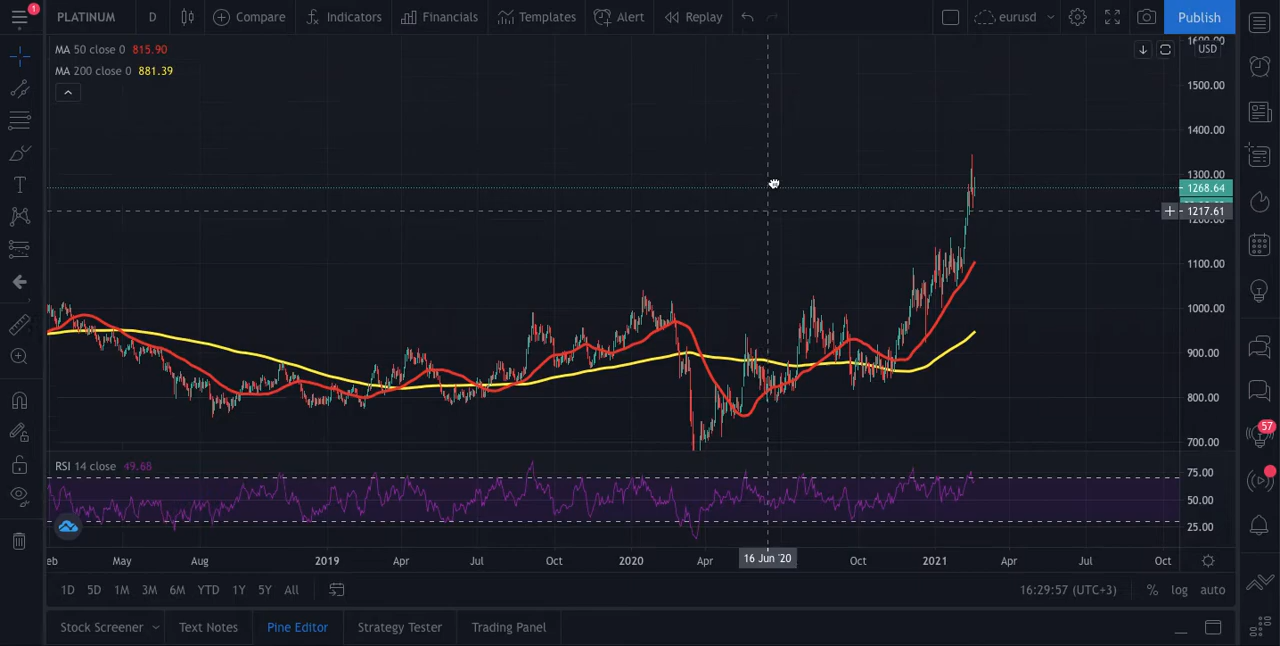 PLATINUM D Compare Indicators Financials Templates Alert Replay eurusd Publish
1
MA 50 close 0 815.90
MA 200 close 0 881.39
USD
1500.00
1400.00
1300.00
1268.64
1217.61
1100.00
1000.00
900.00
800.00
700.00
RSI 14 close 49.68
75.00
50.00
25.00
May Aug 2019 Apr Jul Oct 2020 Apr 16 Jun '20 Oct 2021 Apr Jul Oct
1D 5D 1M 3M 6M YTD 1Y 5Y All 16:29:57 (UTC+3) % log auto
Stock Screener Text Notes Pine Editor Strategy Tester Trading Panel
57